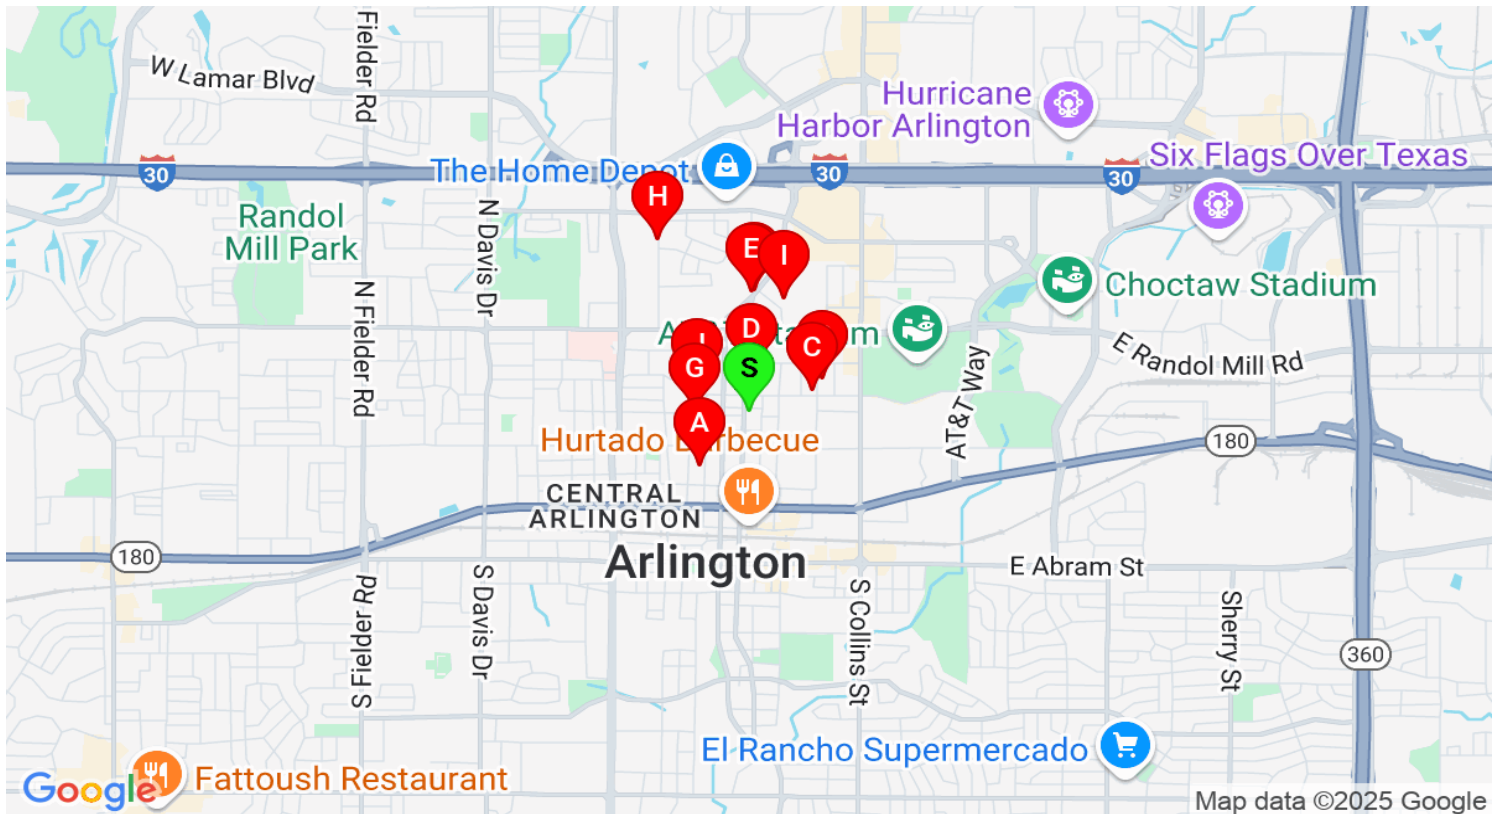 Fielder Rd
W Lamar Blvd
Hurricane
Harbor Arlington
Six Flags Over Texas
30
The Home Depot
30
30
H
Randol
Mill Park
N Davis Dr
E
I
Choctaw Stadium
N Fielder Rd
D
J
C
G
S
E Randol Mill Rd
AT&T Way
A
Hurtado Barbecue
180
CENTRAL
ARLINGTON
180
Arlington
E Abram St
S Fielder Rd
S Davis Dr
S Collins St
Sherry St
360
El Rancho Supermercado
Fattoush Restaurant
Google
Map data ©2025 Google